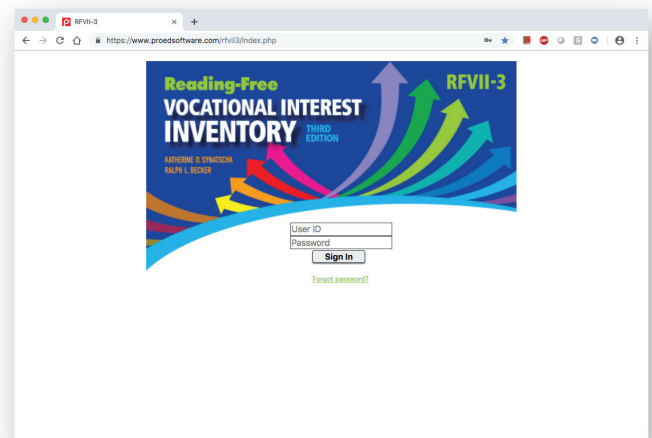 RFVII-3
https://www.proedsoftware.com/rfvii3/index.php
ABP
Reading-Free
RFVII-3
VOCATIONAL INTEREST
INVENTORY THIRD EDITION
KATHERINE O. SYNATSCHK
RALPH L. BECKER
User ID
Password
Sign In
Forgot password?